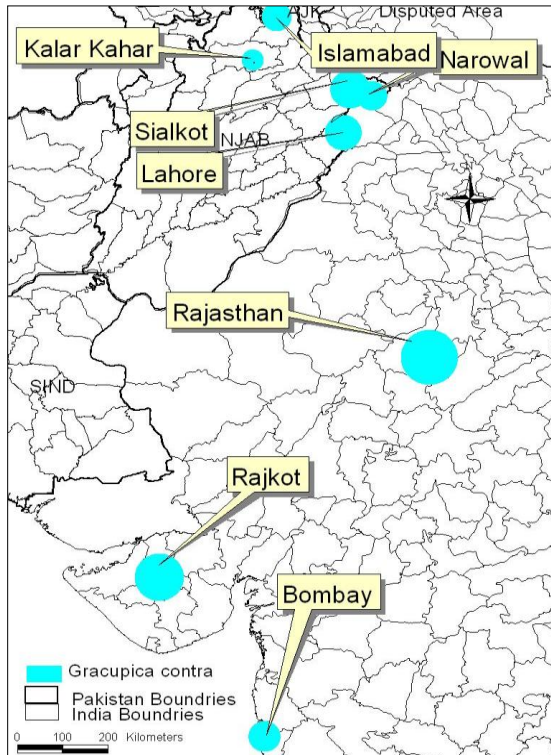 AJK
Disputed Area
Kalar Kahar
Islamabad
Narowal
Sialkot
NJAB
Lahore
Rajasthan
SIND
Rajkot
Bombay
Gracupica contra
Pakistan Boundries
India Boundries
0 100 200 Kilometers